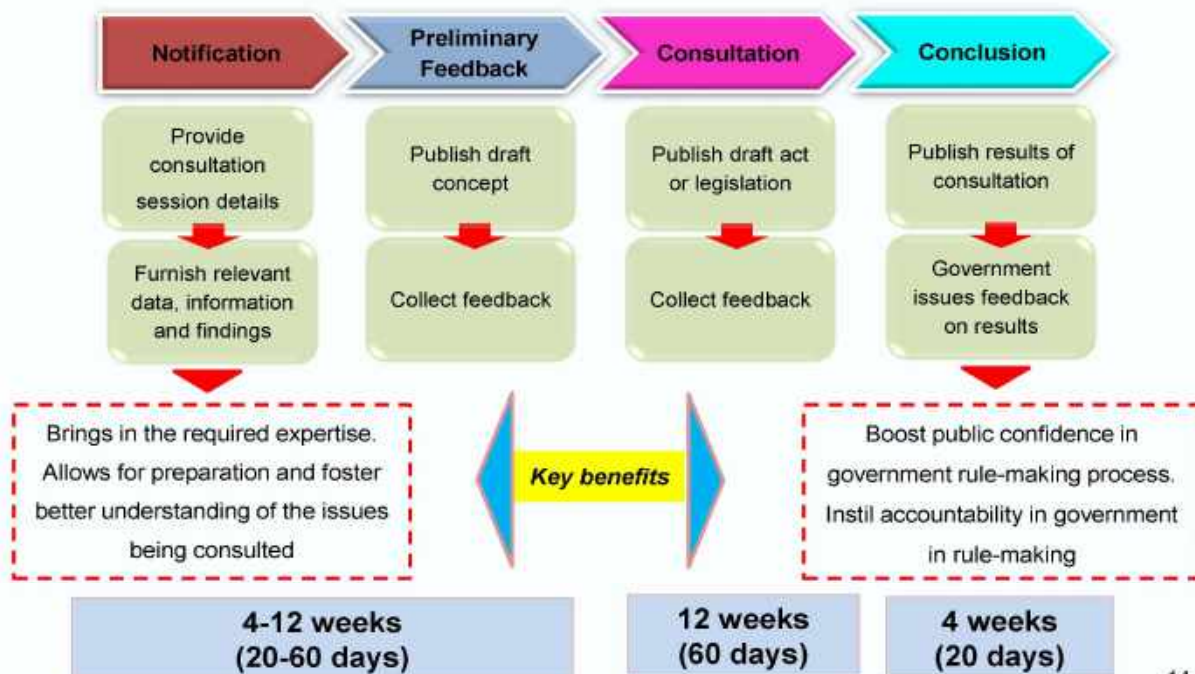 Notification
Preliminary
Feedback
Consultation
Conclusion
Provide
consultation
session details
Publish draft
concept
Publish draft act
or legislation
Publish results of
consultation
Furnish relevant
data, information
and findings
Collect feedback
Collect feedback
Government
issues feedback
on results
Brings in the required expertise.
Allows for preparation and foster
better understanding of the issues
being consulted
Key benefits
Boost public confidence in
government rule-making process.
Instil accountability in government
in rule-making
4-12 weeks
(20-60 days)
12 weeks
(60 days)
4 weeks
(20 days)